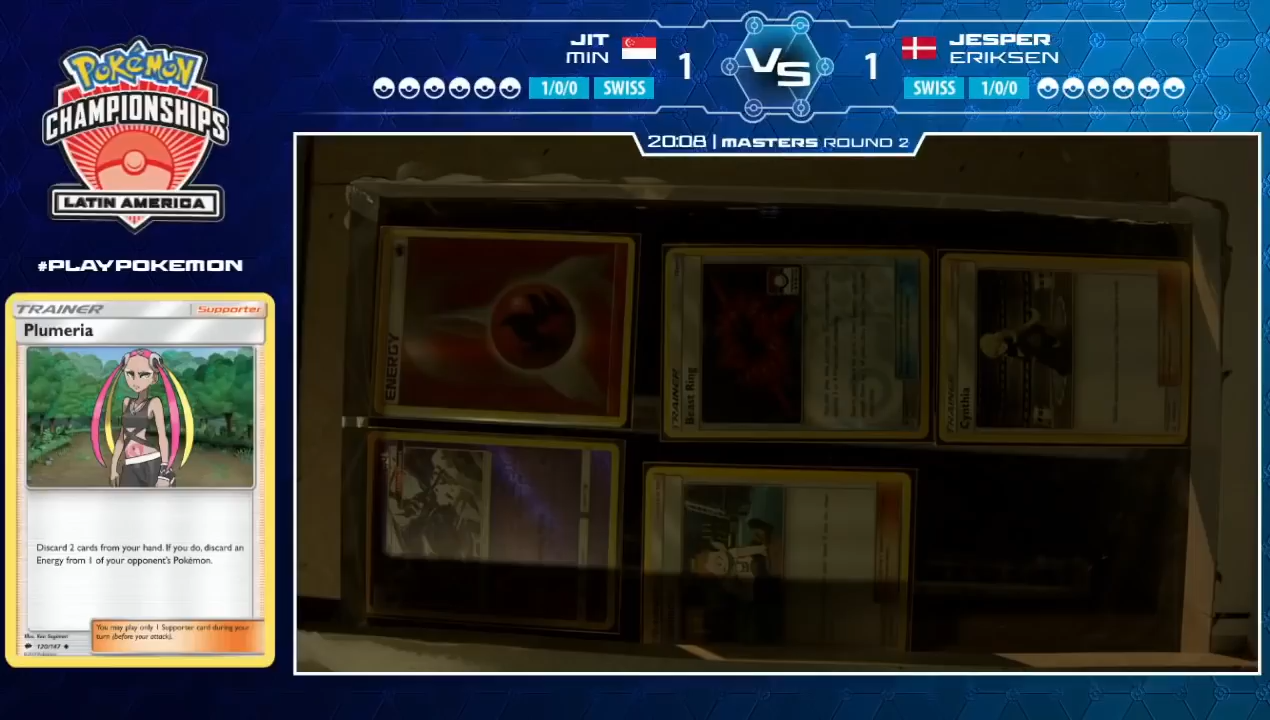 JIT
MIN
1
VS
1
JESPER
ERIKSEN
1/0/0
SWISS
SWISS
1/0/0
20:08 | MASTERS ROUND 2
Pokémon
CHAMPIONSHIPS
LATIN AMERICA
#PLAYPOKEMON
TRAINER
Supporter
Plumeria
Discard 2 cards from your hand. If you do, discard an
Energy from 1 of your opponent's Pokémon.
You may play only 1 Supporter card during your
turn (before your attack).
120/147
ENERGY
TRAINER
Beast Ring
TRAINER
Cynthia